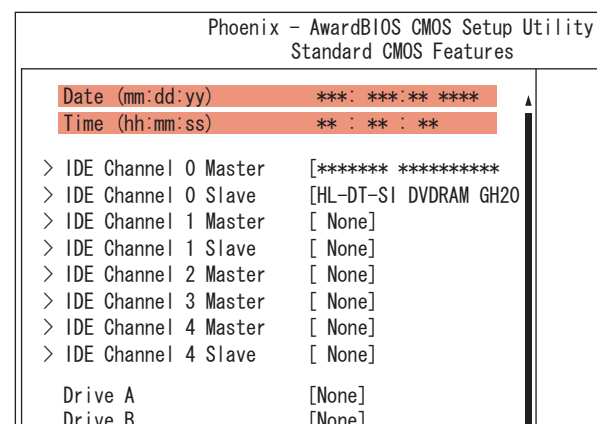 Phoenix - AwardBIOS CMOS Setup Utility
Standard CMOS Features
Date (mm:dd:yy) ***: ***:** ****
Time (hh:mm:ss) ** : ** : **
> IDE Channel 0 Master [******* **********
> IDE Channel 0 Slave [HL-DT-SI DVDRAM GH20
> IDE Channel 1 Master [ None]
> IDE Channel 1 Slave [ None]
> IDE Channel 2 Master [ None]
> IDE Channel 3 Master [ None]
> IDE Channel 4 Master [ None]
> IDE Channel 4 Slave [ None]
Drive A [None]
Drive B [None]